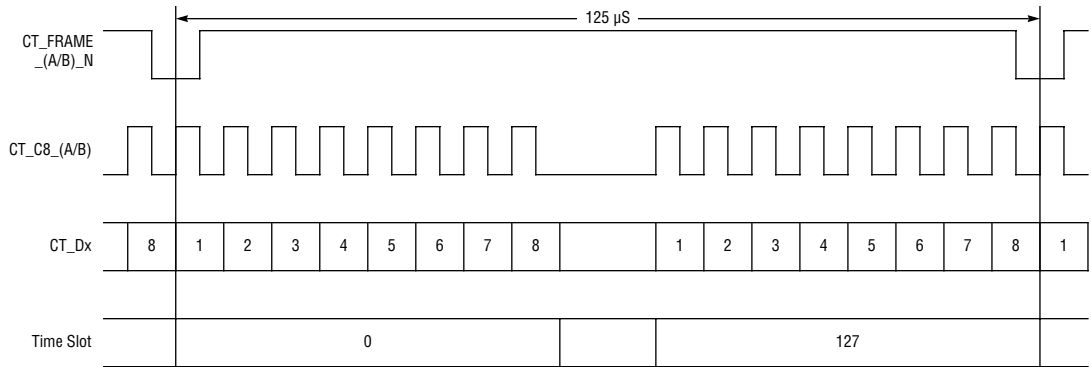 125 µS
CT_FRAME
_(A/B)_N
CT_C8_(A/B)
CT_Dx 8 1 2 3 4 5 6 7 8 1 2 3 4 5 6 7 8 1
Time Slot 0 127